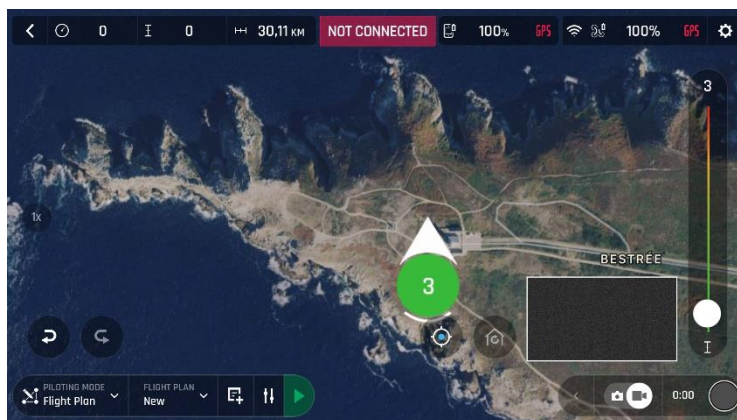 0 0 30,11 км NOT CONNECTED 100% GPS 100% GPS
3
1x
BESTRÉE
3
PILOTING MODE
Flight Plan
FLIGHT PLAN
New
0:00